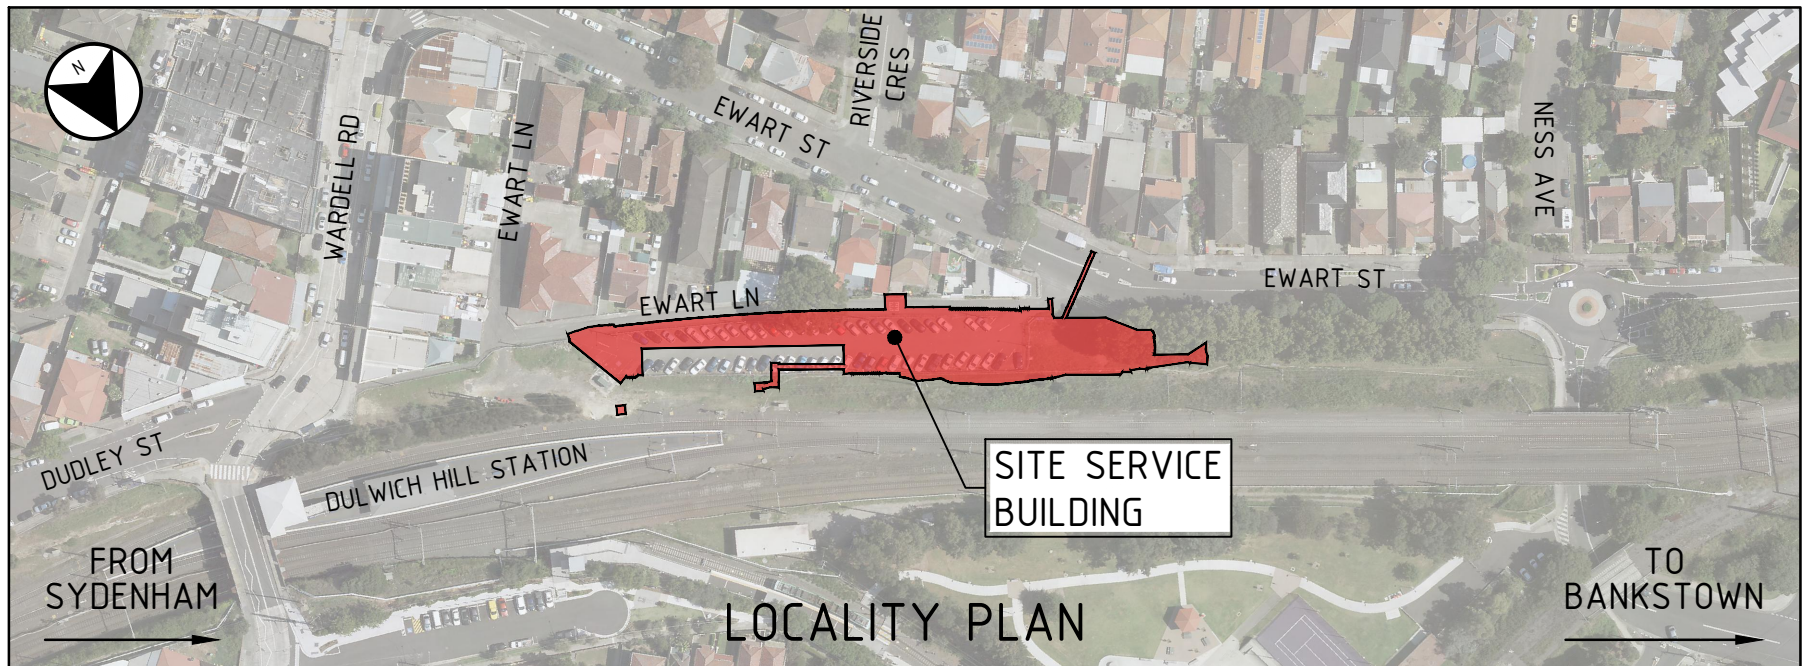 N
WARDELL RD
EWART LN
EWART ST
RIVERSIDE
CRES
NESS AVE
EWART LN
EWART ST
DUDLEY ST
DULWICH HILL STATION
SITE SERVICE
BUILDING
FROM
SYDENHAM
LOCALITY PLAN
TO
BANKSTOWN